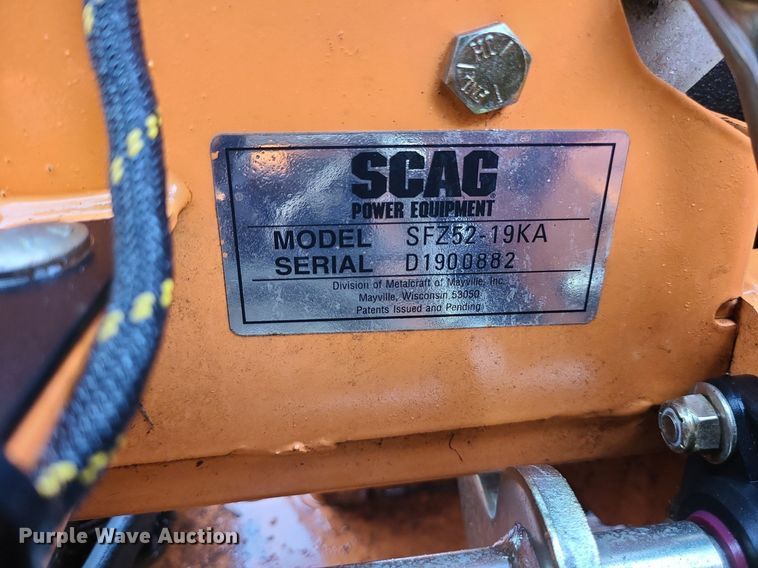 SCAG
POWER EQUIPMENT
MODEL SFZ52-19KA
SERIAL D1900882
Division of Metalcraft of Mayville, Inc.
Mayville, Wisconsin 53050
Patents Issued and Pending
Purple Wave Auction®